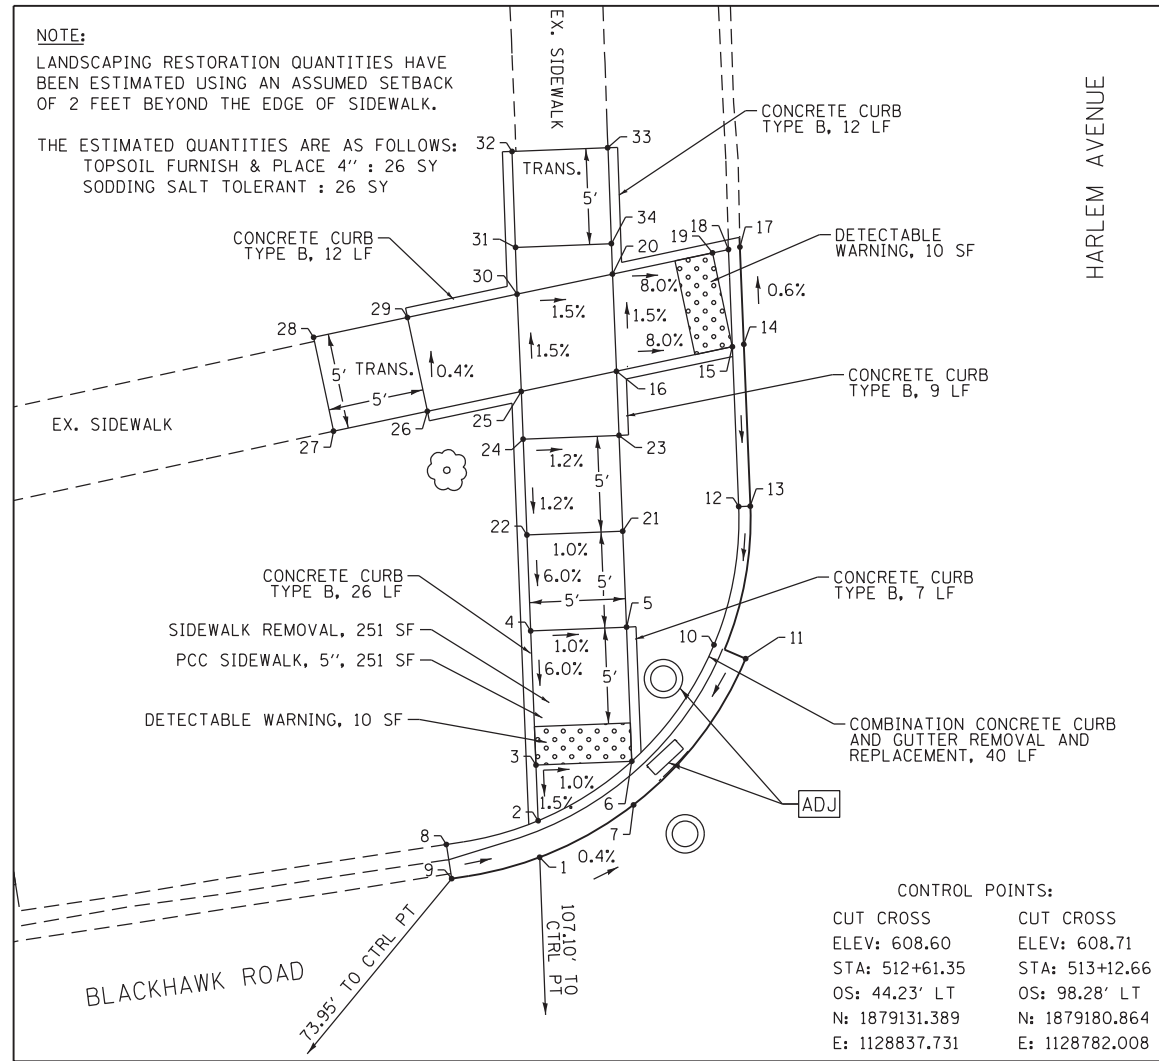 NOTE:
LANDSCAPING RESTORATION QUANTITIES HAVE
BEEN ESTIMATED USING AN ASSUMED SETBACK
OF 2 FEET BEYOND THE EDGE OF SIDEWALK.
THE ESTIMATED QUANTITIES ARE AS FOLLOWS:
TOPSOIL FURNISH & PLACE 4" : 26 SY
SODDING SALT TOLERANT : 26 SY
EX. SIDEWALK
HARLEM AVENUE
CONCRETE CURB
TYPE B, 12 LF
32
33
TRANS.
5'
34
31
20
19
18
17
DETECTABLE
WARNING, 10 SF
CONCRETE CURB
TYPE B, 12 LF
30
29
28
8.0%
0.6%
1.5%
1.5%
1.5%
8.0%
14
15
16
5'
TRANS.
0.4%
5'
EX. SIDEWALK
27
26
25
CONCRETE CURB
TYPE B, 9 LF
24
23
1.2%
5'
1.2%
12
13
22
21
1.0%
6.0%
5'
5'
CONCRETE CURB
TYPE B, 26 LF
CONCRETE CURB
TYPE B, 7 LF
4
5
1.0%
6.0%
5'
SIDEWALK REMOVAL, 251 SF
PCC SIDEWALK, 5", 251 SF
10
11
DETECTABLE WARNING, 10 SF
COMBINATION CONCRETE CURB
AND GUTTER REMOVAL AND
REPLACEMENT, 40 LF
3
1.0%
1.5%
2
6
7
ADJ
8
9
1
0.4%
73.95' TO CTRL PT
107.10' TO
CTRL PT
BLACKHAWK ROAD
CONTROL POINTS:
CUT CROSS
ELEV: 608.60
STA: 512+61.35
OS: 44.23' LT
N: 1879131.389
E: 1128837.731
CUT CROSS
ELEV: 608.71
STA: 513+12.66
OS: 98.28' LT
N: 1879180.864
E: 1128782.008